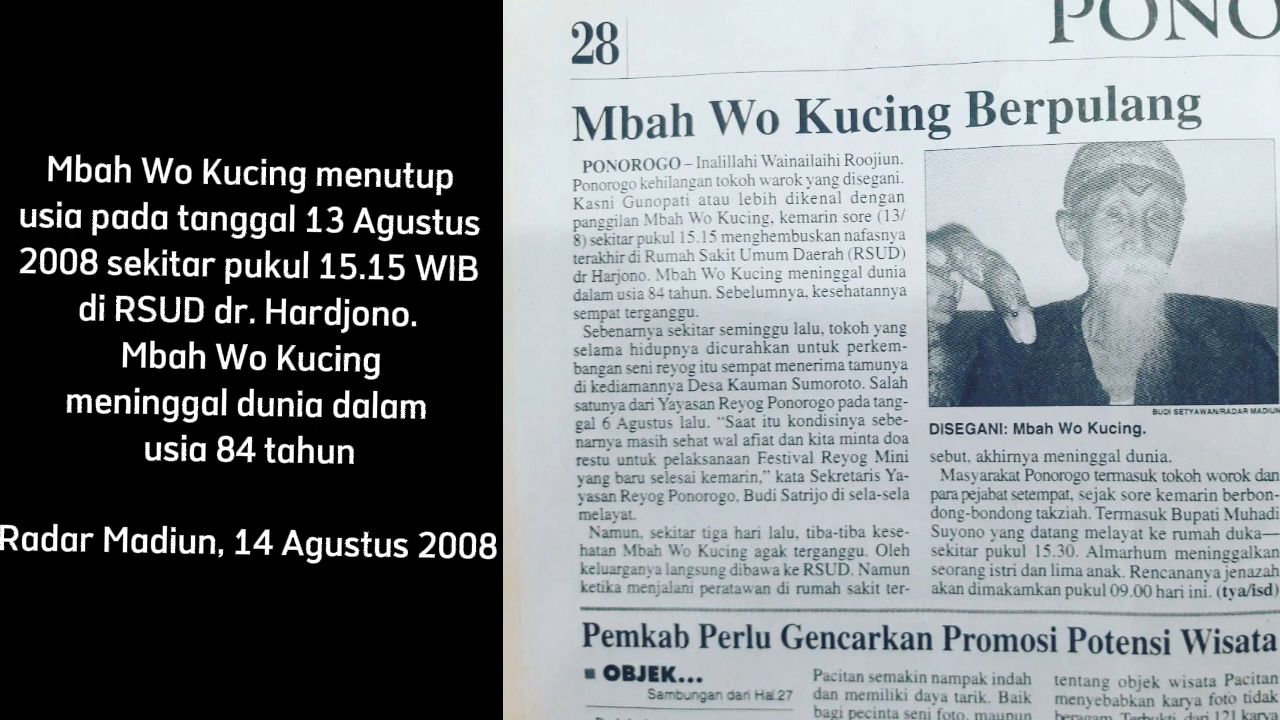 Mbah Wo Kucing menutup
usia pada tanggal 13 Agustus
2008 sekitar pukul 15.15 WIB
di RSUD dr. Hardjono.
Mbah Wo Kucing
meninggal dunia dalam
usia 84 tahun
Radar Madiun, 14 Agustus 2008
28
PONO
Mbah Wo Kucing Berpulang
PONOROGO – Inalillahi Wainailaihi Roojiun.
Ponorogo kehilangan tokoh warok yang disegani.
Kasni Gunopati atau lebih dikenal dengan
panggilan Mbah Wo Kucing, kemarin sore (13/
8) sekitar pukul 15.15 menghembuskan nafasnya
terakhir di Rumah Sakit Umum Daerah (RSUD)
dr Harjono. Mbah Wo Kucing meninggal dunia
dalam usia 84 tahun. Sebelumnya, kesehatannya
sempat terganggu.
Sebenarnya sekitar seminggu lalu, tokoh yang
selama hidupnya dicurahkan untuk perkem-
bangan seni reyog itu sempat menerima tamunya
di kediamannya Desa Kauman Sumoroto. Salah
satunya dari Yayasan Reyog Ponorogo pada tang-
gal 6 Agustus lalu. “Saat itu kondisinya sebe-
narnya masih sehat wal afiat dan kita minta doa
restu untuk pelaksanaan Festival Reyog Mini
yang baru selesai kemarin,” kata Sekretaris Ya-
yasan Reyog Ponorogo, Budi Satrijo di sela-sela
melayat.
Namun, sekitar tiga hari lalu, tiba-tiba kese-
hatan Mbah Wo Kucing agak terganggu. Oleh
keluarganya langsung dibawa ke RSUD. Namun
ketika menjalani peratawan di rumah sakit ter-
BUDI SETYAWAN/RADAR MADIUN
DISEGANI: Mbah Wo Kucing.
sebut, akhirnya meninggal dunia.
Masyarakat Ponorogo termasuk tokoh worok dan
para pejabat setempat, sejak sore kemarin berbon-
dong-bondong takziah. Termasuk Bupati Muhadi
Suyono yang datang melayat ke rumah duka—
sekitar pukul 15.30. Almarhum meninggalkan
seorang istri dan lima anak. Rencananya jenazah
akan dimakamkan pukul 09.00 hari ini. (tya/isd)
Pemkab Perlu Gencarkan Promosi Potensi Wisata
OBJEK...
Sambungan dari Hal 27
Pacitan semakin nampak indah
dan memiliki daya tarik. Baik
bagi pecinta seni foto, maupun
tentang objek wisata Pacitan
menyebabkan karya foto tidak
beragam. Terbukti, dari 121 karya